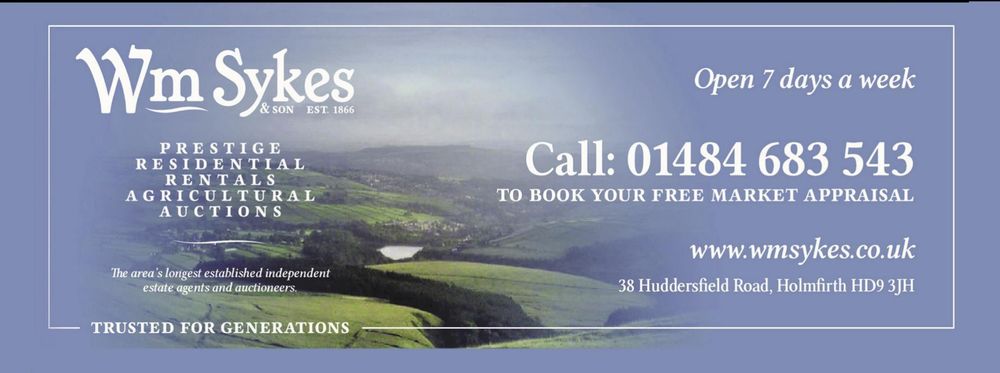 Wm Sykes
& SON EST. 1866
PRESTIGE
RESIDENTIAL
RENTALS
AGRICULTURAL
AUCTIONS
The area's longest established independent
estate agents and auctioneers.
TRUSTED FOR GENERATIONS
Open 7 days a week
Call: 01484 683 543
TO BOOK YOUR FREE MARKET APPRAISAL
www.wmsykes.co.uk
38 Huddersfield Road, Holmfirth HD9 3JH